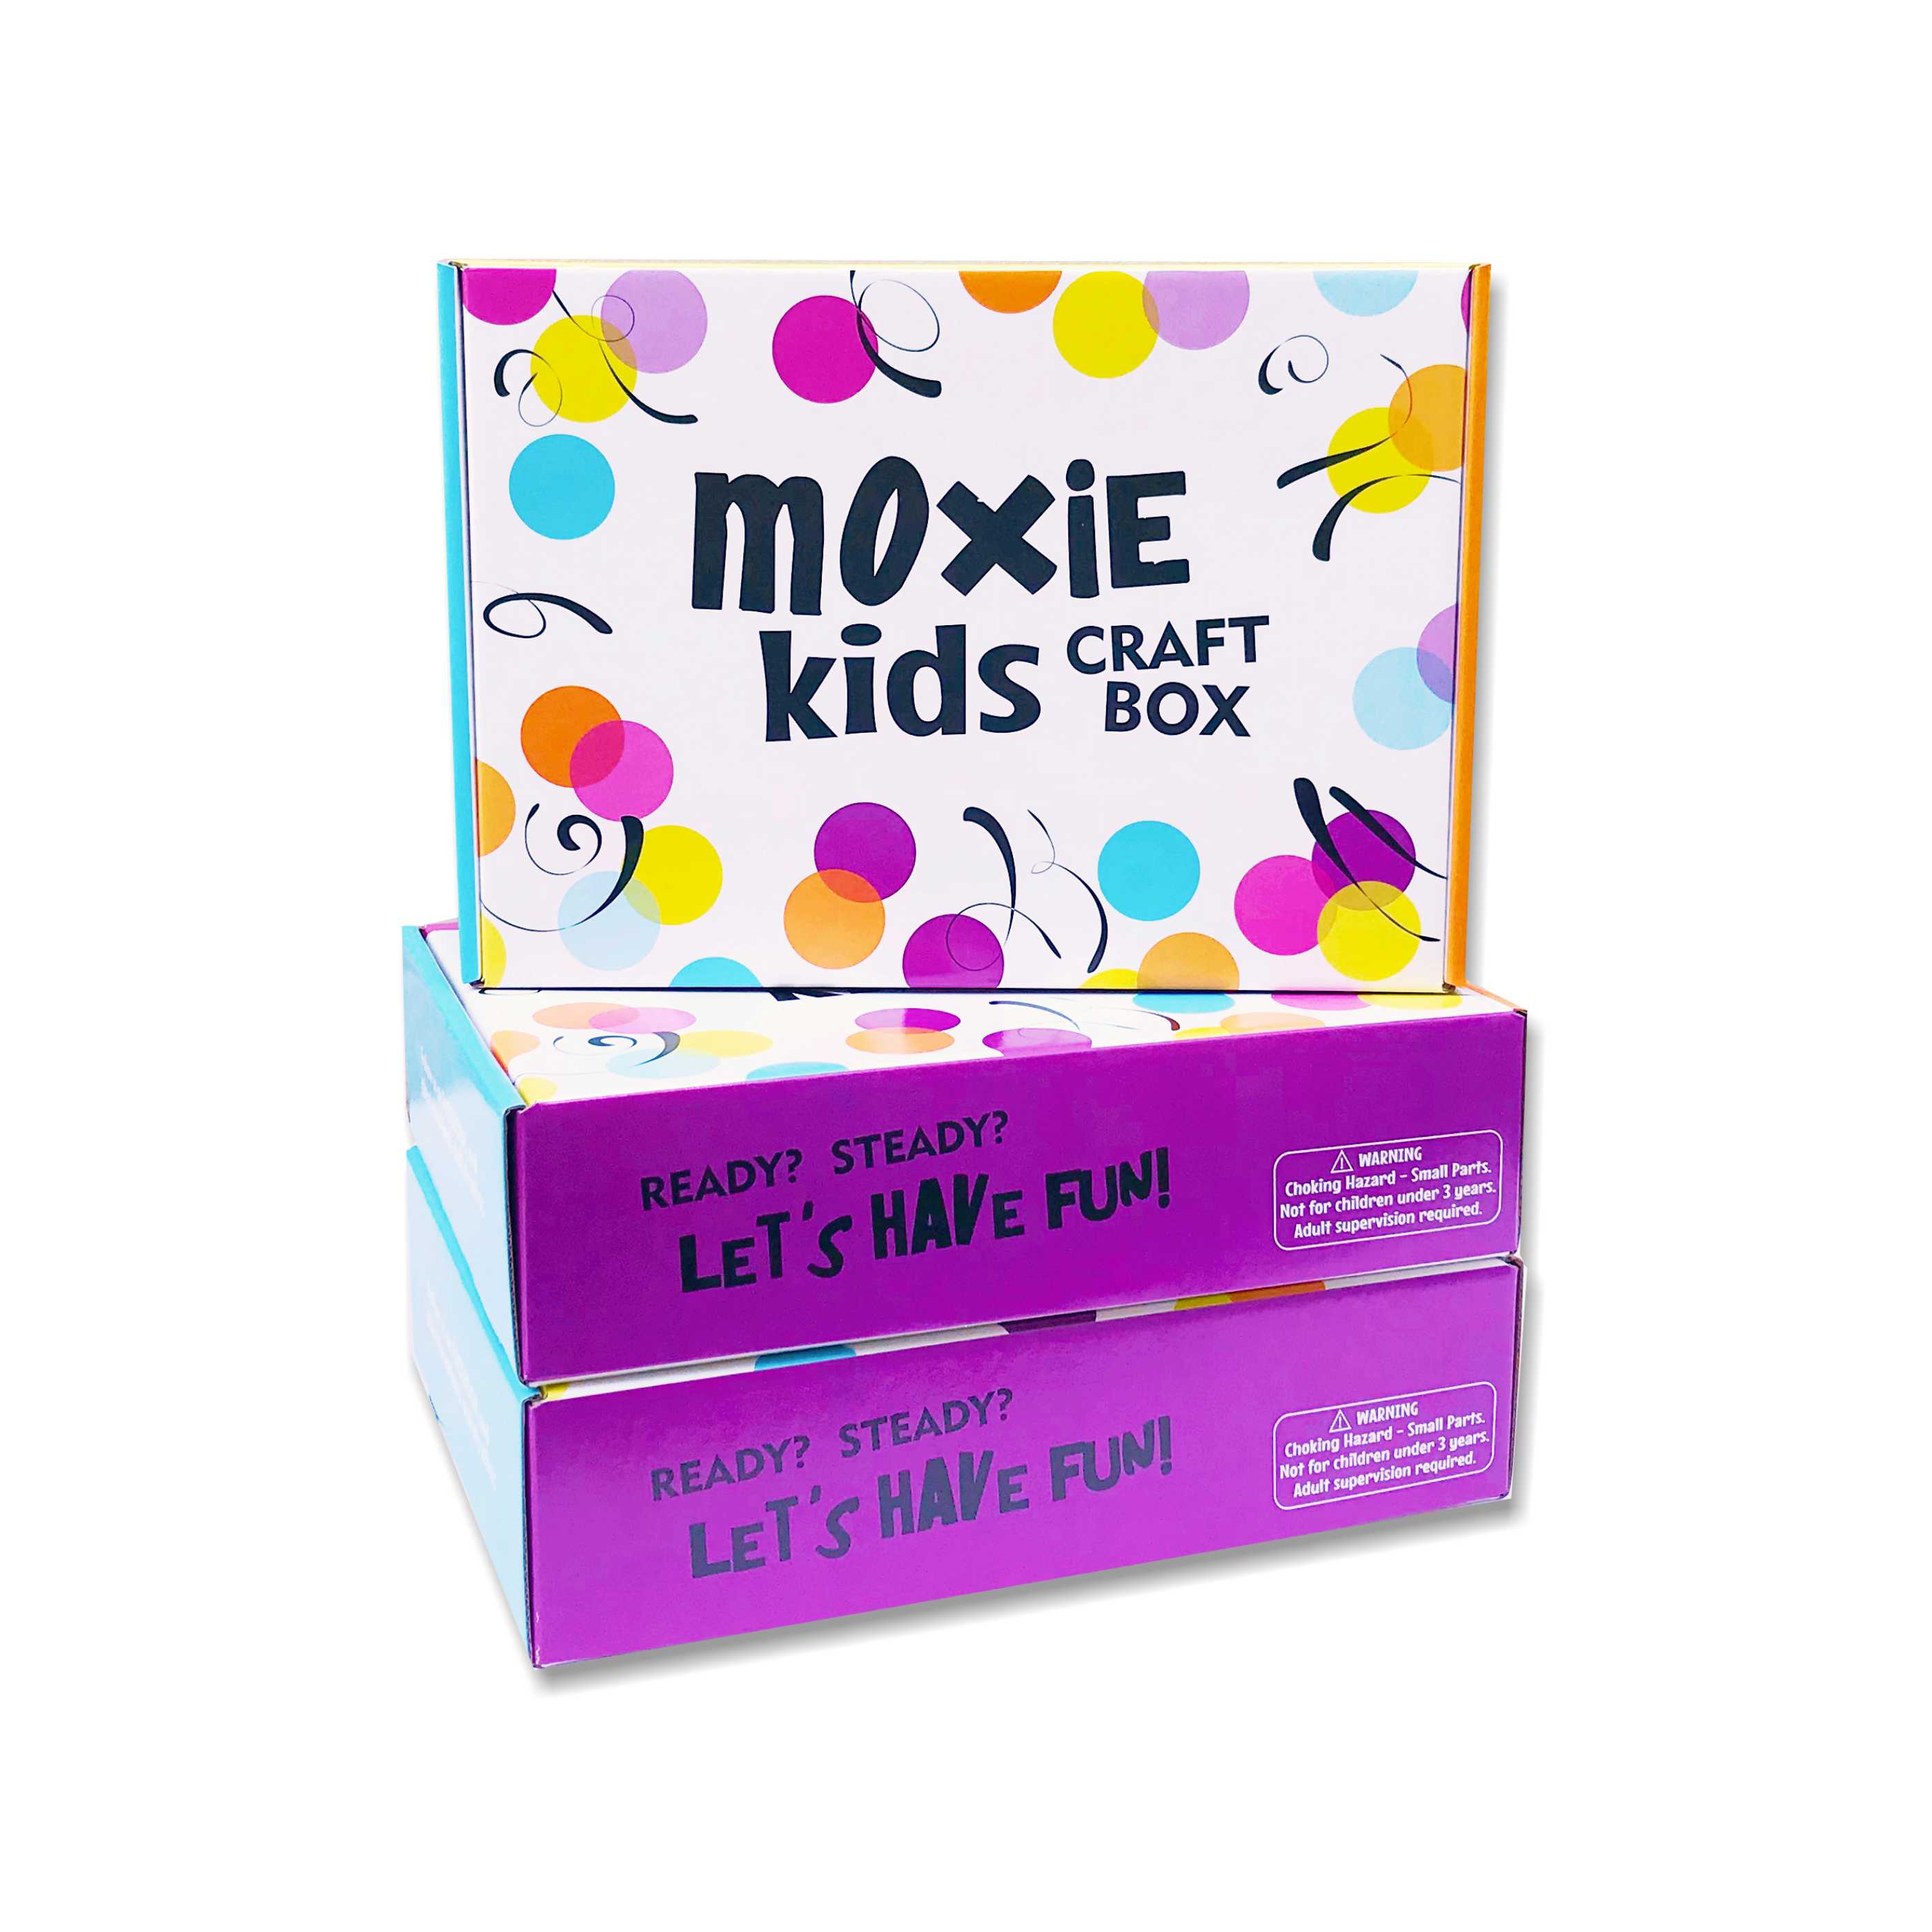 moxiE
kids CRAFT
BOX
READY? STEADY?
LET'S HAVE FUN!
⚠ WARNING
Choking Hazard – Small Parts.
Not for children under 3 years.
Adult supervision required.
READY? STEADY?
LET'S HAVE FUN!
⚠ WARNING
Choking Hazard – Small Parts.
Not for children under 3 years.
Adult supervision required.